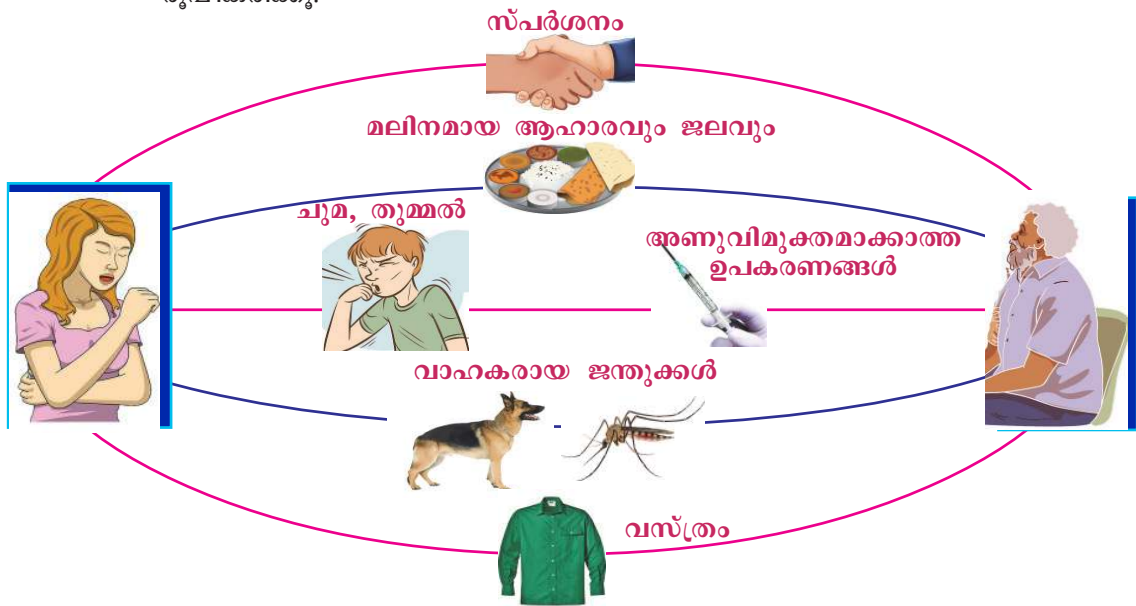 സ്പർശനം
മലിനമായ ആഹാരവും ജലവും
ചുമ, തുമ്മൽ
അണുവിമുക്തമാക്കാത്ത
ഉപകരണങ്ങൾ
വാഹകരായ ജന്തുക്കൾ
വസ്ത്രം